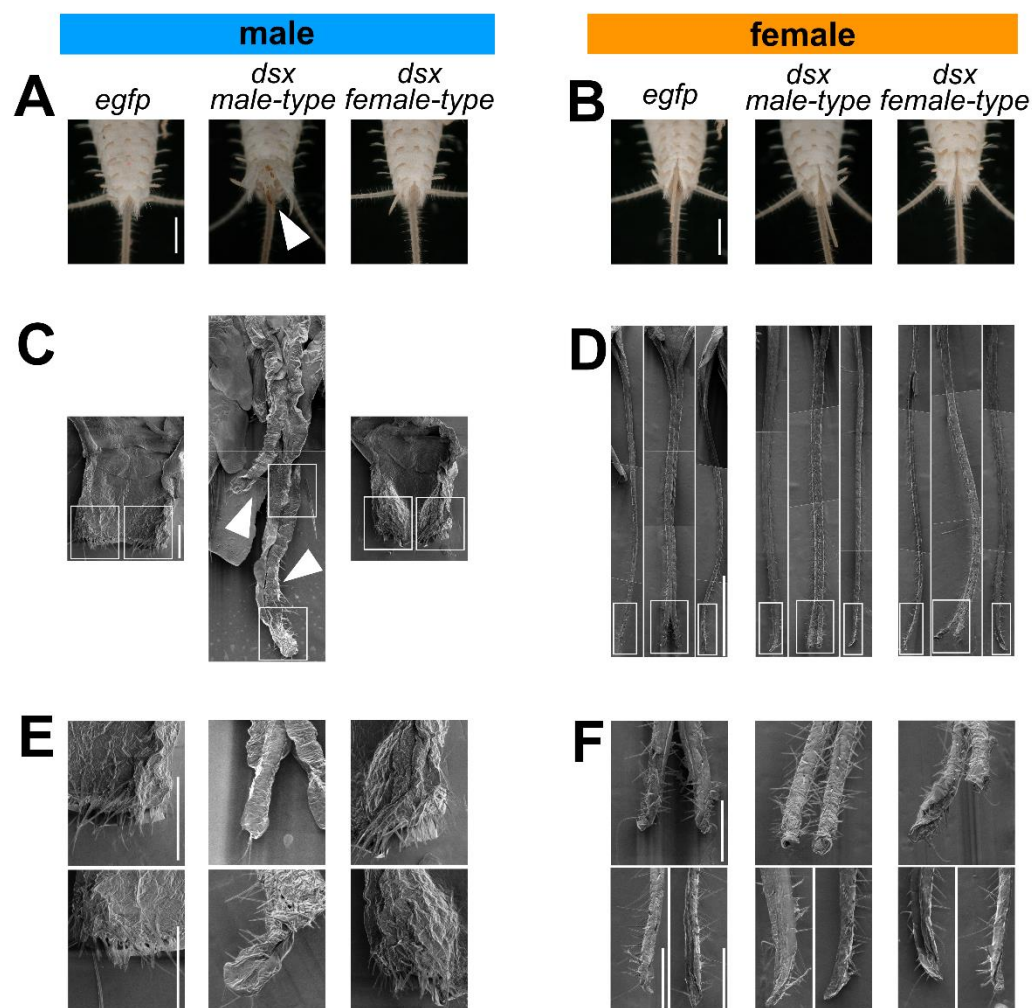 male
female
A
egfp
dsx
male-type
dsx
female-type
B
egfp
dsx
male-type
dsx
female-type
C
D
E
F